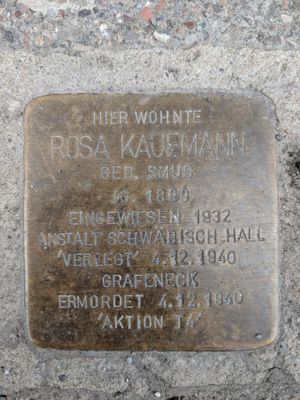 HIER WOHNTE
ROSA KAUFMANN
GEB. SMUS
JG. 1889
EINGEWIESEN 1932
ANSTALT SCHWÄBISCH HALL
'VERLEGT' 4.12.1940
GRAFENECK
ERMORDET 4.12.1940
'AKTION T4'